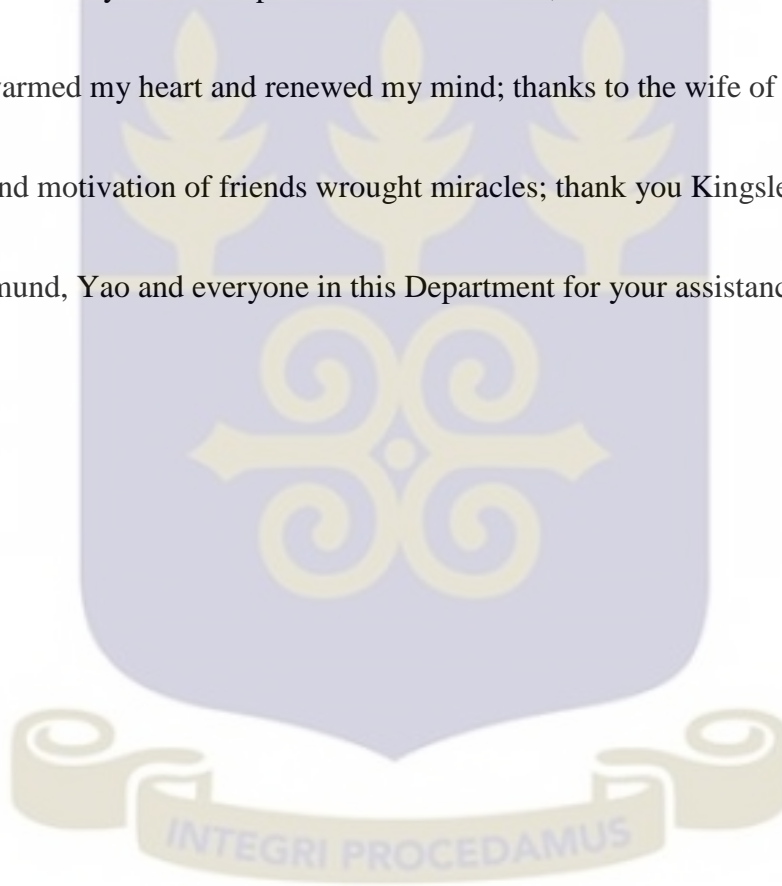 armed my heart and renewed my mind; thanks to the wife of
nd motivation of friends wrought miracles; thank you Kingsle
mund, Yao and everyone in this Department for your assistanc
INTEGRI PROCEDAMUS